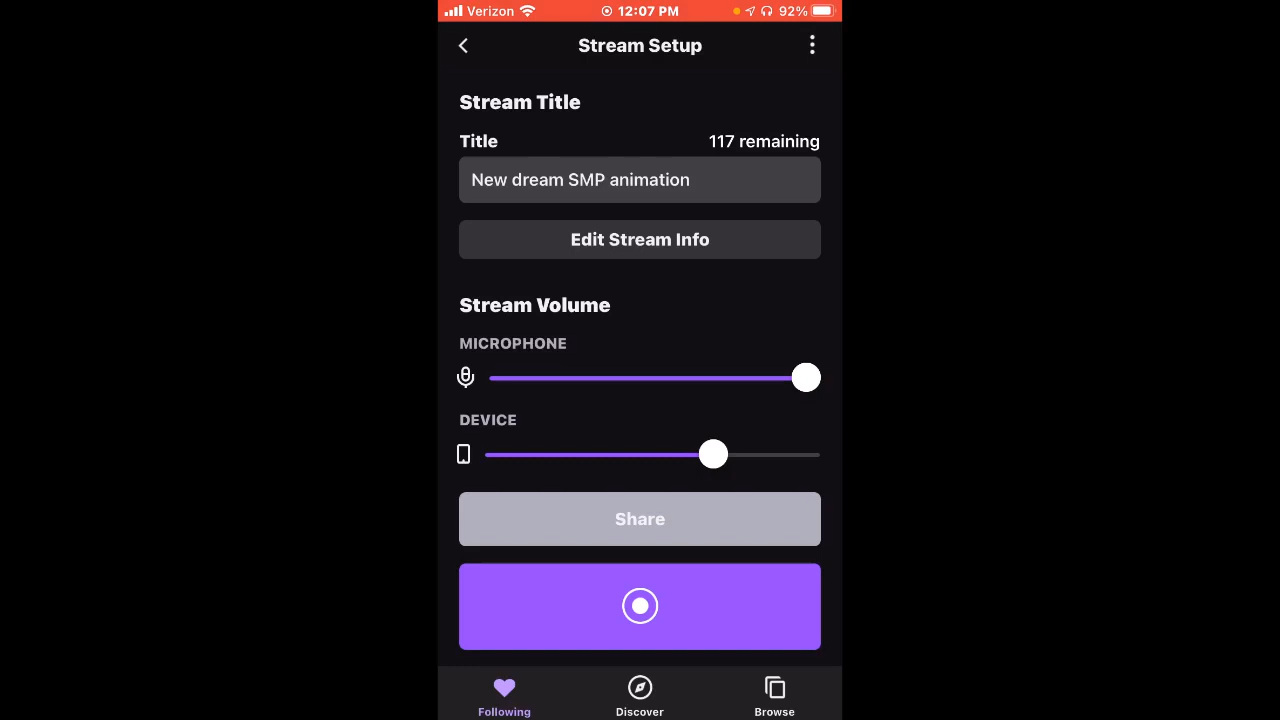 Verizon 12:07 PM 92%
Stream Setup
Stream Title
Title 117 remaining
New dream SMP animation
Edit Stream Info
Stream Volume
MICROPHONE
DEVICE
Share
Following Discover Browse